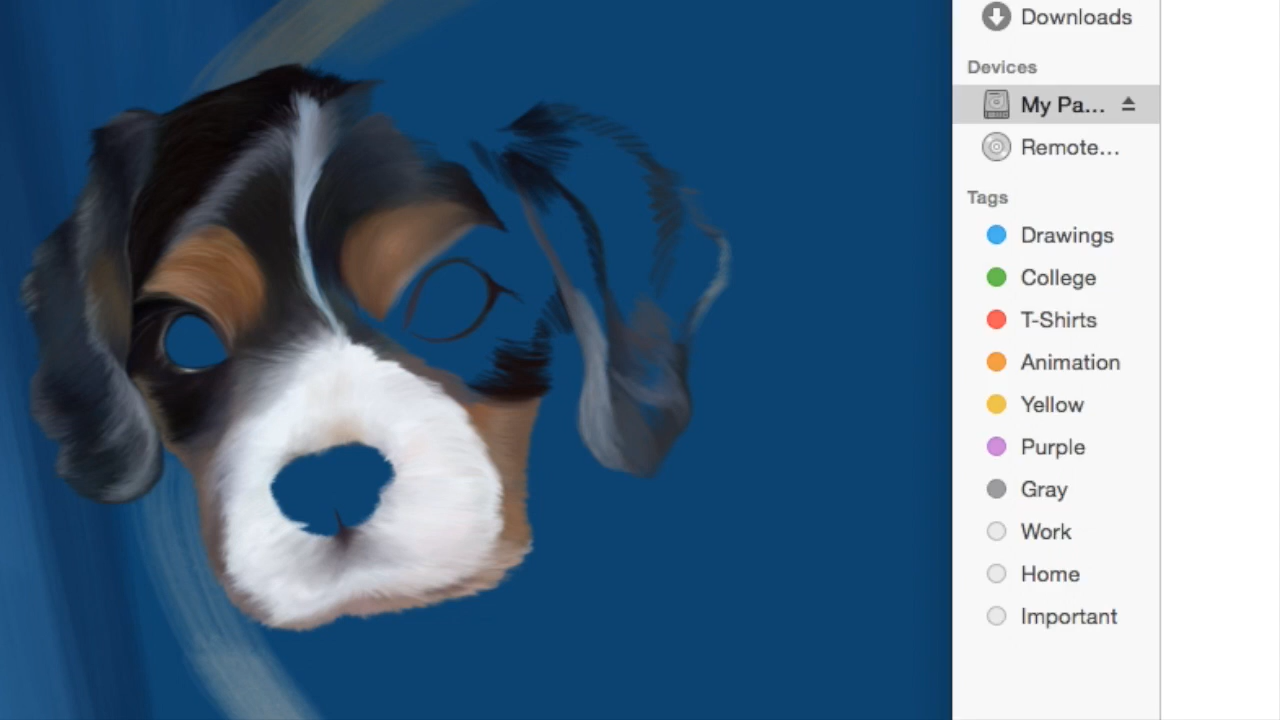 Downloads
Devices
My Pa...
Remote...
Tags
Drawings
College
T-Shirts
Animation
Yellow
Purple
Gray
Work
Home
Important